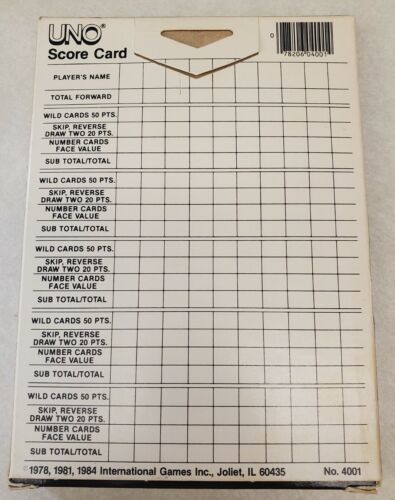 UNO®
Score Card
0 78206 04001
PLAYER'S NAME
TOTAL FORWARD
WILD CARDS 50 PTS.
SKIP, REVERSE
DRAW TWO 20 PTS.
NUMBER CARDS
FACE VALUE
SUB TOTAL/TOTAL
WILD CARDS 50 PTS.
SKIP, REVERSE
DRAW TWO 20 PTS.
NUMBER CARDS
FACE VALUE
SUB TOTAL/TOTAL
WILD CARDS 50 PTS.
SKIP, REVERSE
DRAW TWO 20 PTS.
NUMBER CARDS
FACE VALUE
SUB TOTAL/TOTAL
WILD CARDS 50 PTS.
SKIP, REVERSE
DRAW TWO 20 PTS.
NUMBER CARDS
FACE VALUE
SUB TOTAL/TOTAL
WILD CARDS 50 PTS.
SKIP, REVERSE
DRAW TWO 20 PTS.
NUMBER CARDS
FACE VALUE
SUB TOTAL/TOTAL
©1978, 1981, 1984 International Games Inc., Joliet, IL 60435 No. 4001